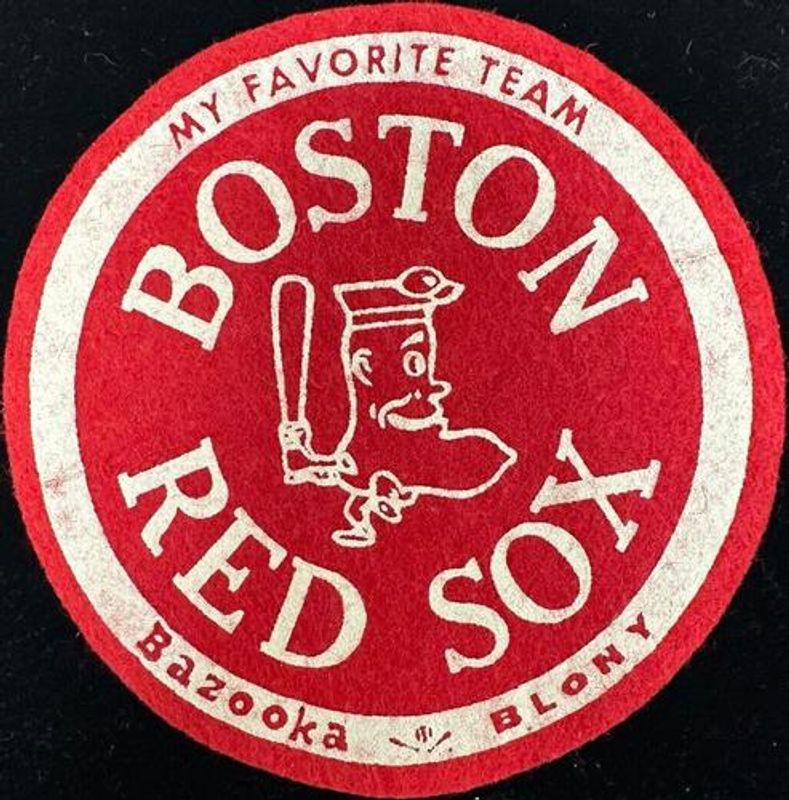 MY FAVORITE TEAM
BOSTON
RED SOX
Bazooka BLONY